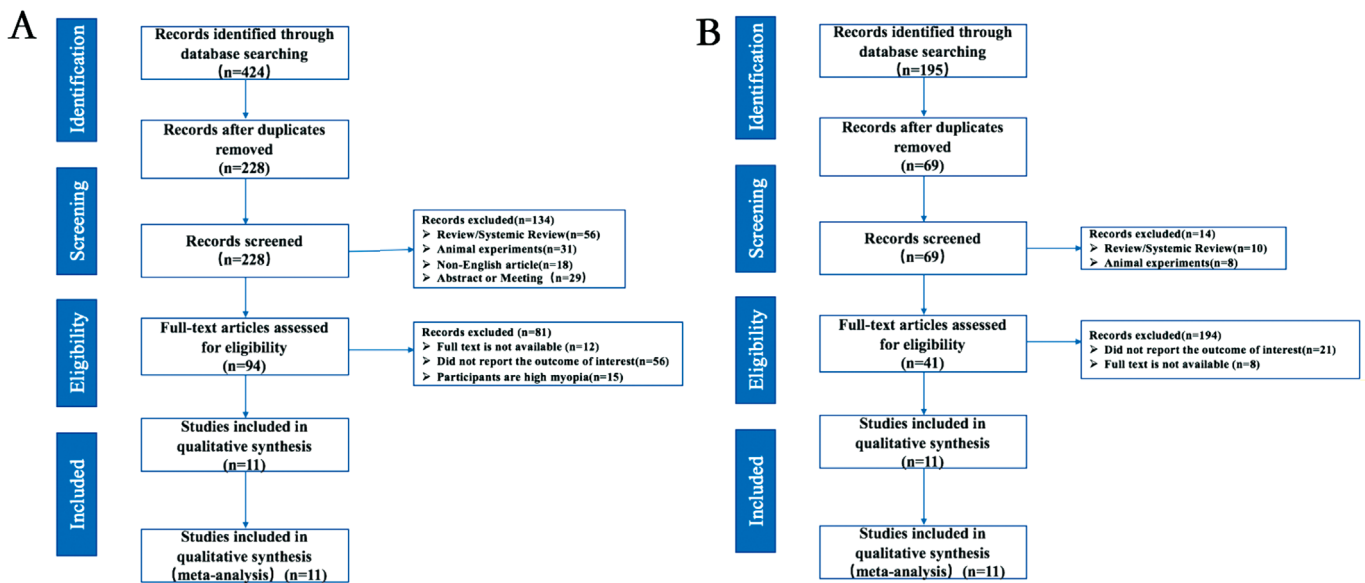 A
Identification
Records identified through
database searching
(n=424)
Records after duplicates
removed
(n=228)
Screening
Records screened
(n=228)
Records excluded(n=134)
➢ Review/Systemic Review(n=56)
➢ Animal experiments(n=31)
➢ Non-English article(n=18)
➢ Abstract or Meeting (n=29)
Eligibility
Full-text articles assessed
for eligibility
(n=94)
Records excluded (n=81)
➢ Full text is not available (n=12)
➢ Did not report the outcome of interest(n=56)
➢ Participants are high myopia(n=15)
Included
Studies included in
qualitative synthesis
(n=11)
Studies included in
qualitative synthesis
(meta-analysis) (n=11)
B
Identification
Records identified through
database searching
(n=195)
Records after duplicates
removed
(n=69)
Screening
Records screened
(n=69)
Records excluded(n=14)
➢ Review/Systemic Review(n=10)
➢ Animal experiments(n=8)
Eligibility
Full-text articles assessed
for eligibility
(n=41)
Records excluded(n=194)
➢ Did not report the outcome of interest(n=21)
➢ Full text is not available (n=8)
Included
Studies included in
qualitative synthesis
(n=11)
Studies included in
qualitative synthesis
(meta-analysis) (n=11)